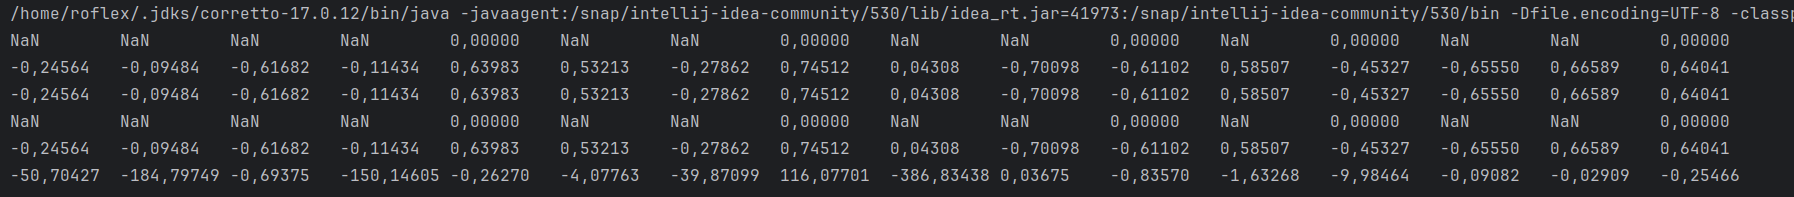 /home/roflex/.jdks/corretto-17.0.12/bin/java -javaagent:/snap/intellij-idea-community/530/lib/idea_rt.jar=41973:/snap/intellij-idea-community/530/bin -Dfile.encoding=UTF-8 -classp
NaN NaN NaN NaN 0,00000 NaN NaN 0,00000 NaN NaN 0,00000 NaN 0,00000 NaN NaN 0,00000
-0,24564 -0,09484 -0,61682 -0,11434 0,63983 0,53213 -0,27862 0,74512 0,04308 -0,70098 -0,61102 0,58507 -0,45327 -0,65550 0,66589 0,64041
-0,24564 -0,09484 -0,61682 -0,11434 0,63983 0,53213 -0,27862 0,74512 0,04308 -0,70098 -0,61102 0,58507 -0,45327 -0,65550 0,66589 0,64041
NaN NaN NaN NaN 0,00000 NaN NaN 0,00000 NaN NaN 0,00000 NaN 0,00000 NaN NaN 0,00000
-0,24564 -0,09484 -0,61682 -0,11434 0,63983 0,53213 -0,27862 0,74512 0,04308 -0,70098 -0,61102 0,58507 -0,45327 -0,65550 0,66589 0,64041
-50,70427 -184,79749 -0,69375 -150,14605 -0,26270 -4,07763 -39,87099 116,07701 -386,83438 0,03675 -0,83570 -1,63268 -9,98464 -0,09082 -0,02909 -0,25466